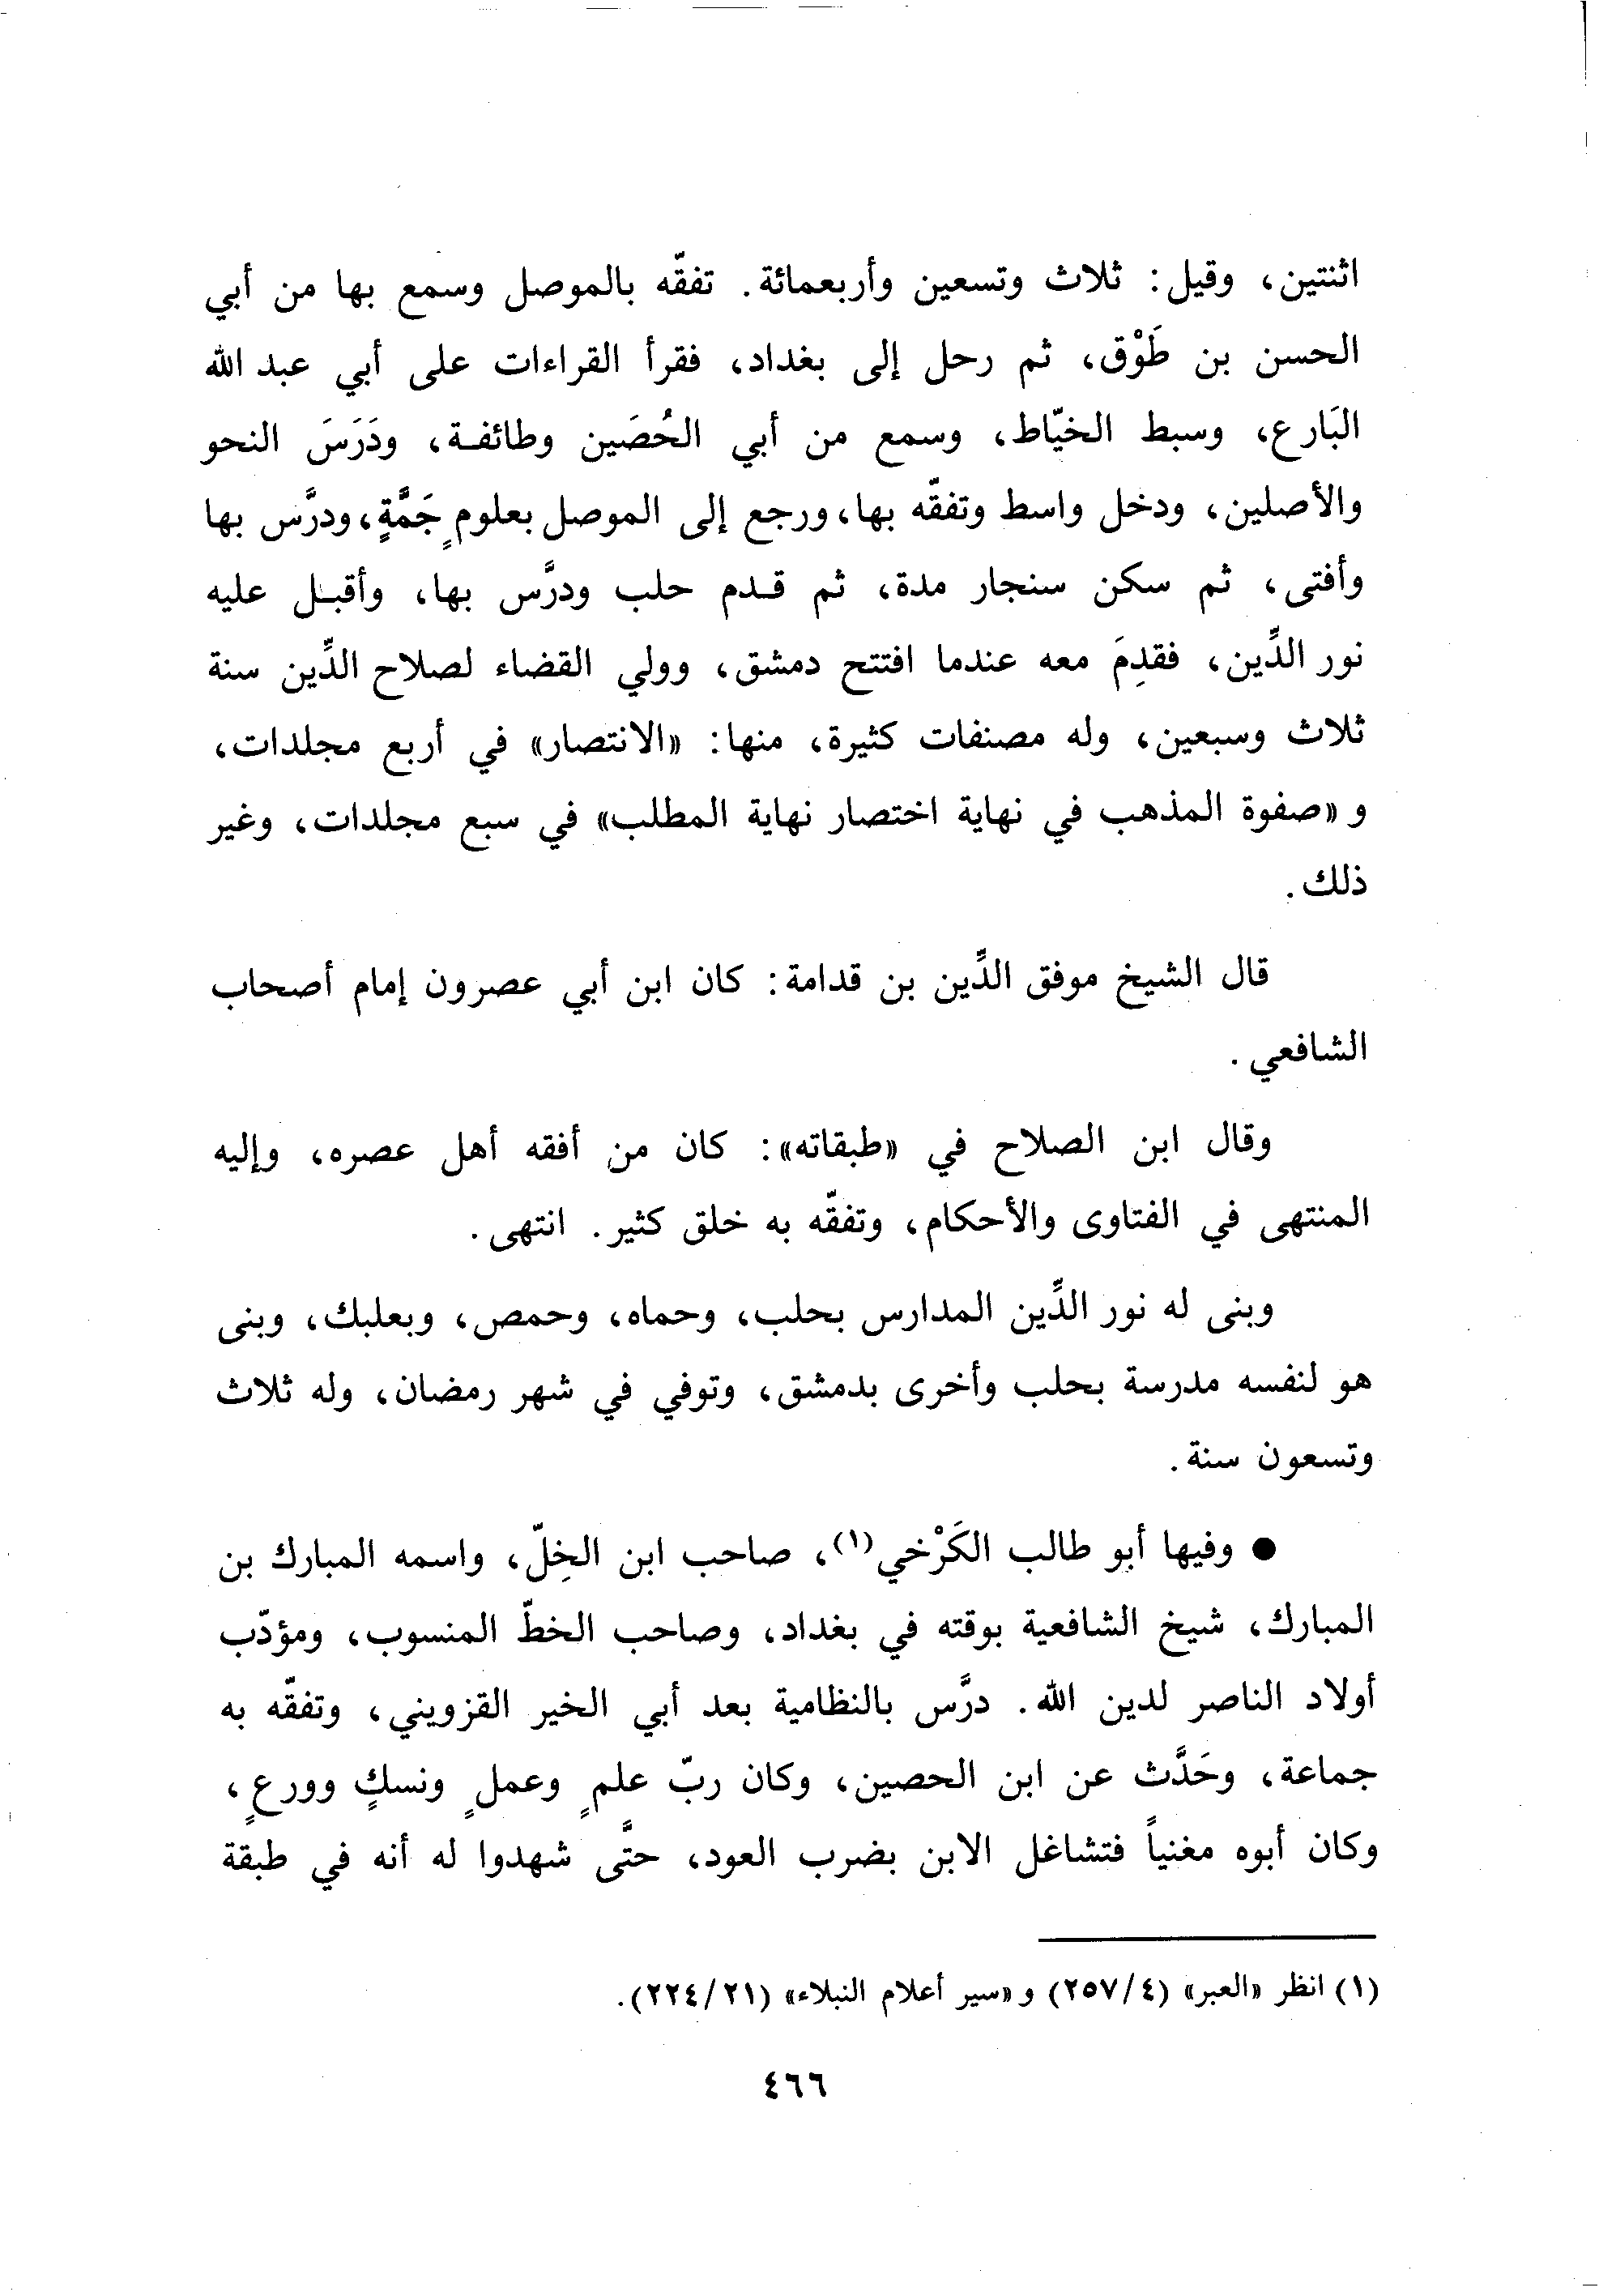 اثنتين، وقيل: ثلاث وتسعين وأربعمائة. تفقّه بالموصل وسمع بها من أبي
الحسن بن طَوْق، ثم رحل إلى بغداد، فقرأ القراءات على أبي عبد الله
البَارع، وسبط الخيّاط، وسمع من أبي الحُصَين وطائفـة، ودَرَسَ النحو
والأصلين، ودخل واسط وتفقّه بها، ورجع إلى الموصل بعلومٍ جَمَّةٍ، ودرَّس بها
وأفتى، ثم سكن سنجار مدة، ثم قـدم حلب ودرَّس بها، وأقبـل عليه
نور الدِّين، فقدِمَ معه عندما افتتح دمشق، وولي القضاء لصلاح الدِّين سنة
ثلاث وسبعين، وله مصنفات كثيرة، منها: «الانتصار» في أربع مجلدات،
و «صفوة المذهب في نهاية اختصار نهاية المطلب» في سبع مجلدات، وغير
ذلك.
قال الشيخ موفق الدِّين بن قدامة: كان ابن أبي عصرون إمام أصحاب
الشافعي.
وقال ابن الصلاح في «طبقاته»: كان من أفقه أهل عصره، وإليه
المنتهى في الفتاوى والأحكام، وتفقّه به خلق كثير. انتهى.
وبنى له نور الدِّين المدارس بحلب، وحماه، وحمص، وبعلبك، وبنى
هو لنفسه مدرسة بحلب وأخرى بدمشق، وتوفي في شهر رمضان، وله ثلاث
وتسعون سنة.
● وفيها أبو طالب الكَرْخي(١)، صاحب ابن الخِلّ، واسمه المبارك بن
المبارك، شيخ الشافعية بوقته في بغداد، وصاحب الخطّ المنسوب، ومؤدّب
أولاد الناصر لدين الله. درَّس بالنظامية بعد أبي الخير القزويني، وتفقّه به
جماعة، وحَدَّث عن ابن الحصين، وكان ربّ علمٍ وعملٍ ونسكٍ وورعٍ،
وكان أبوه مغنياً فتشاغل الابن بضرب العود، حتَّى شهدوا له أنه في طبقة
(١) انظر «العبر» (٢٥٧/٤) و «سير أعلام النبلاء» (٢٢٤/٢١).
٤٦٦